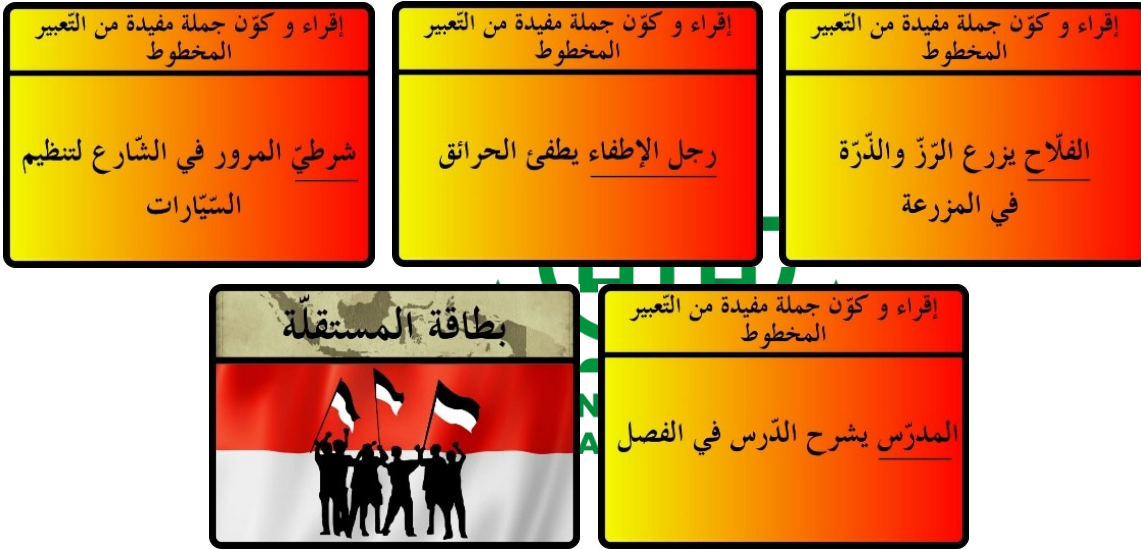 إقراء و كوّن جملة مفيدة من التّعبير
المخطوط
الفلّاح يزرع الرّزّ والذّرّة
في المزرعة
إقراء و كوّن جملة مفيدة من التّعبير
المخطوط
رجل الإطفاء يطفئ الحرائق
إقراء و كوّن جملة مفيدة من التّعبير
المخطوط
شرطيّ المرور في الشّارع لتنظيم
السّيّارات
إقراء و كوّن جملة مفيدة من التّعبير
المخطوط
المدرّس يشرح الدّرس في الفصل
بطاقة المستقلّة